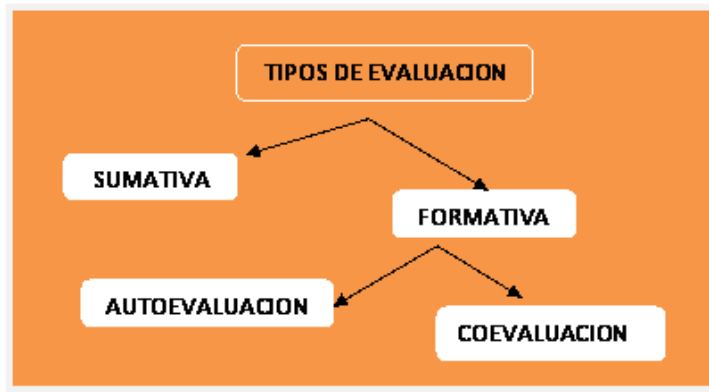 TIPOS DE EVALUACION
SUMATIVA
FORMATIVA
AUTOEVALUACION
COEVALUACION